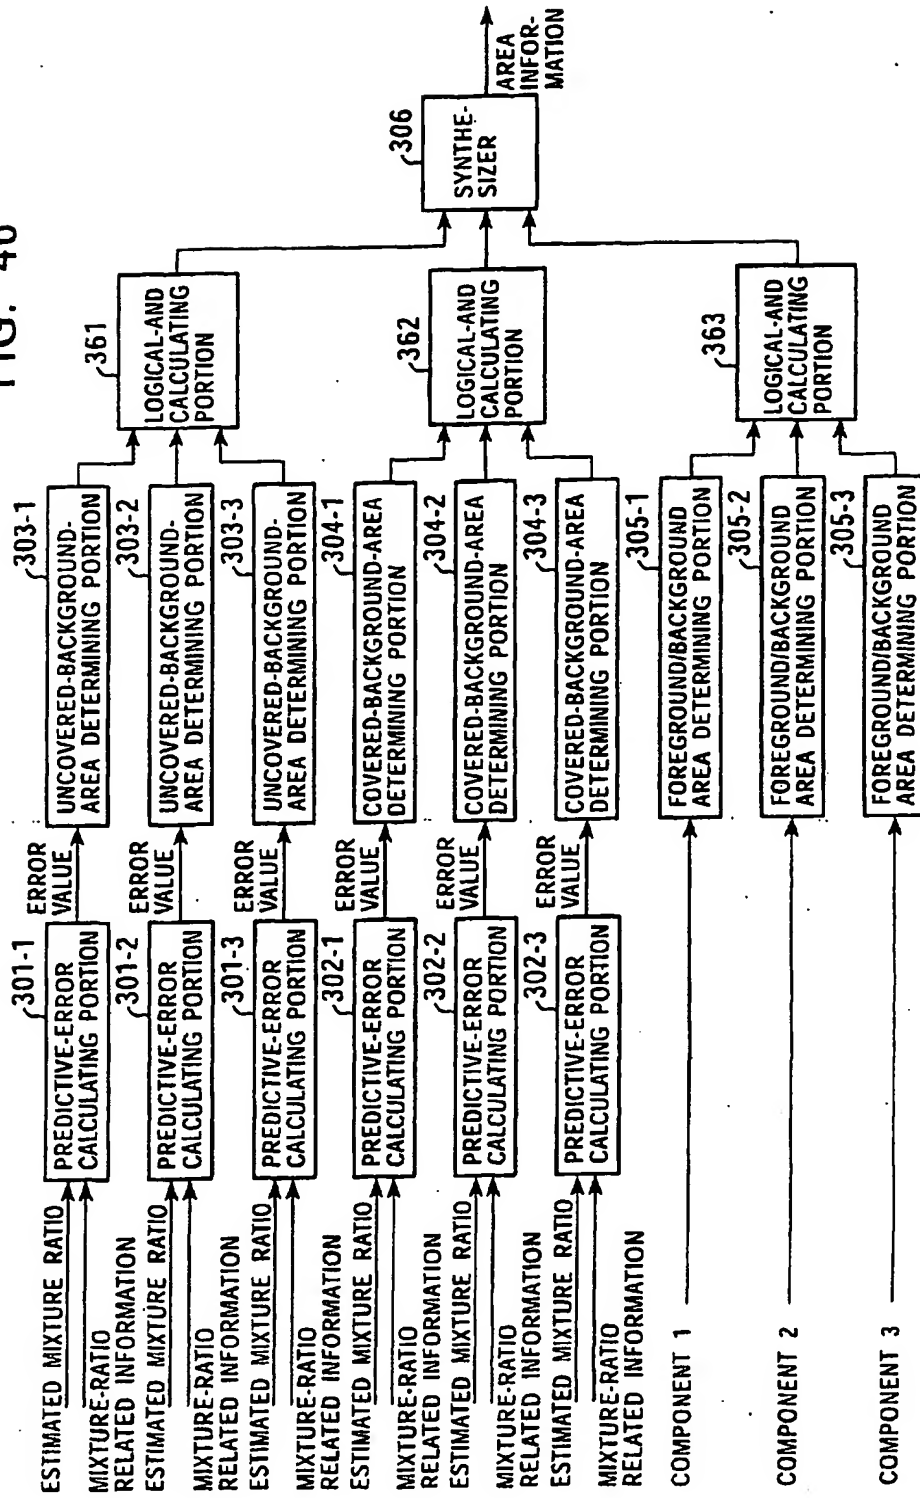 FIG.
ESTIMATED MIXTURE RATIO
MIXTURE-RATIO
RELATED INFORMATION
301-1
PREDICTIVE-ERROR
CALCULATING PORTION
ERROR
VALUE
303-1
UNCOVERED-BACKGROUND-
AREA DETERMINING PORTION
ESTIMATED MIXTURE RATIO
MIXTURE-RATIO
RELATED INFORMATION
301-2
PREDICTIVE-ERROR
CALCULATING PORTION
ERROR
VALUE
303-2
UNCOVERED-BACKGROUND-
AREA DETERMINING PORTION
ESTIMATED MIXTURE RATIO
MIXTURE-RATIO
RELATED INFORMATION
301-3
PREDICTIVE-ERROR
CALCULATING PORTION
ERROR
VALUE
303-3
UNCOVERED-BACKGROUND-
AREA DETERMINING PORTION
361
LOGICAL-AND
CALCULATING
PORTION
ESTIMATED MIXTURE RATIO
MIXTURE-RATIO
RELATED INFORMATION
302-1
PREDICTIVE-ERROR
CALCULATING PORTION
ERROR
VALUE
304-1
COVERED-BACKGROUND-AREA
DETERMINING PORTION
ESTIMATED MIXTURE RATIO
MIXTURE-RATIO
RELATED INFORMATION
302-2
PREDICTIVE-ERROR
CALCULATING PORTION
ERROR
VALUE
304-2
COVERED-BACKGROUND-AREA
DETERMINING PORTION
ESTIMATED MIXTURE RATIO
MIXTURE-RATIO
RELATED INFORMATION
302-3
PREDICTIVE-ERROR
CALCULATING PORTION
ERROR
VALUE
304-3
COVERED-BACKGROUND-AREA
DETERMINING PORTION
362
LOGICAL-AND
CALCULATING
PORTION
306
SYNTHE-
SIZER
AREA
INFOR-
MATION
COMPONENT 1
305-1
FOREGROUND/BACKGROUND
AREA DETERMINING PORTION
COMPONENT 2
305-2
FOREGROUND/BACKGROUND
AREA DETERMINING PORTION
COMPONENT 3
305-3
FOREGROUND/BACKGROUND
AREA DETERMINING PORTION
363
LOGICAL-AND
CALCULATING
PORTION